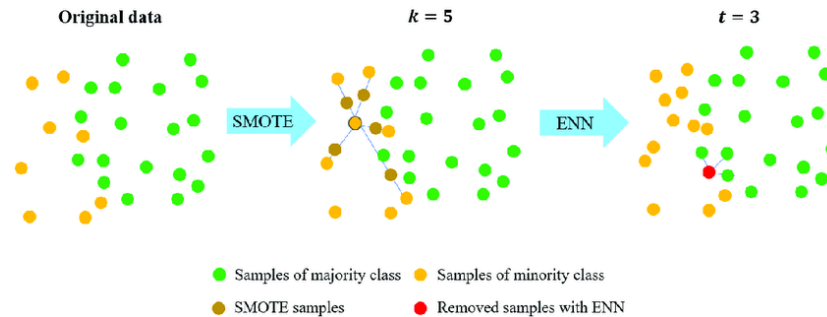 Original data
k = 5
t = 3
SMOTE
ENN
Samples of majority class
Samples of minority class
SMOTE samples
Removed samples with ENN